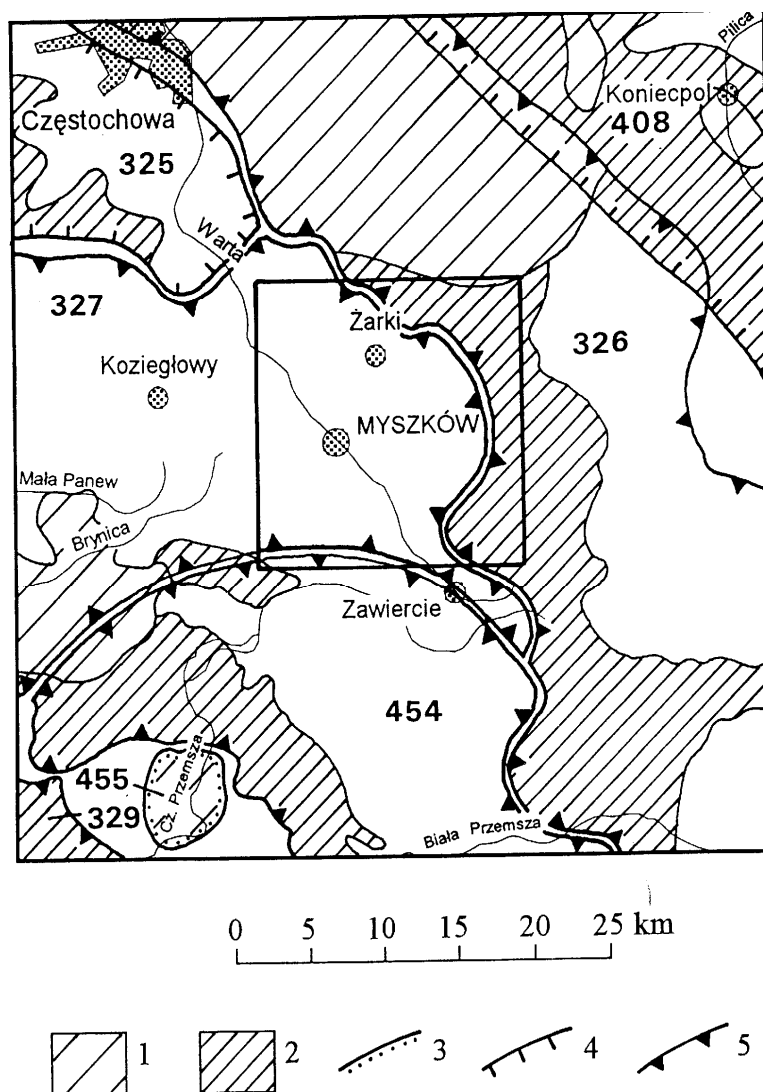 Pilica
Koniecpol
408
Częstochowa
325
Warta
327
Żarki
326
Koziegłowy
MYSZKÓW
Mała Panew
Brynica
Zawiercie
454
455
Cz. Przemsza
329
Biała Przemsza
0 5 10 15 20 25 km
1 2 3 4 5